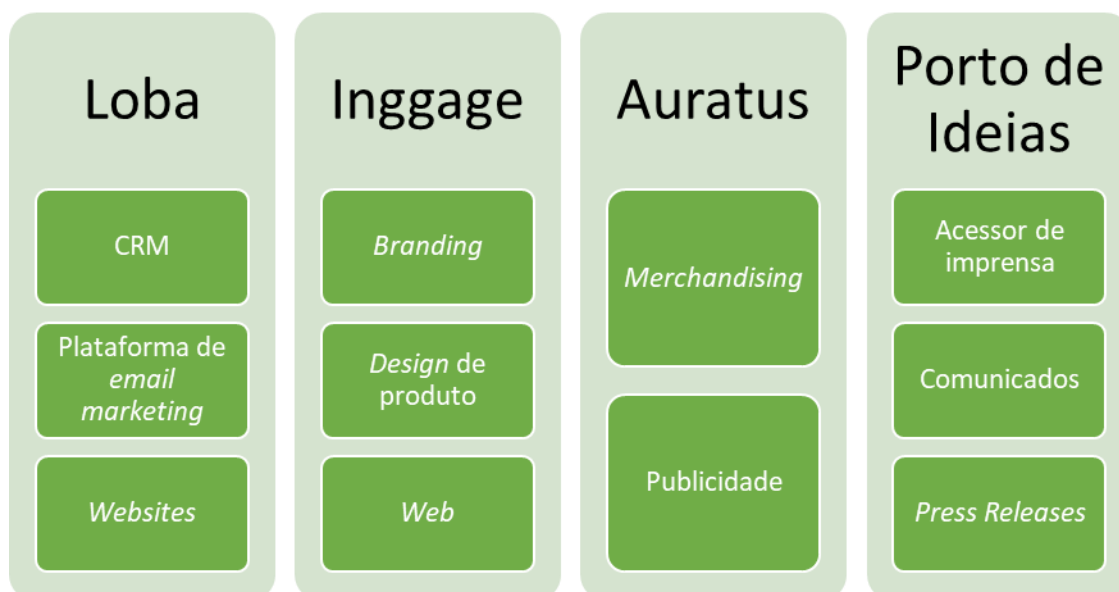 Loba
CRM
Plataforma de
email
marketing
Websites
Inggage
Branding
Design de
produto
Web
Auratus
Merchandising
Publicidade
Porto de
Ideias
Acessor de
imprensa
Comunicados
Press Releases